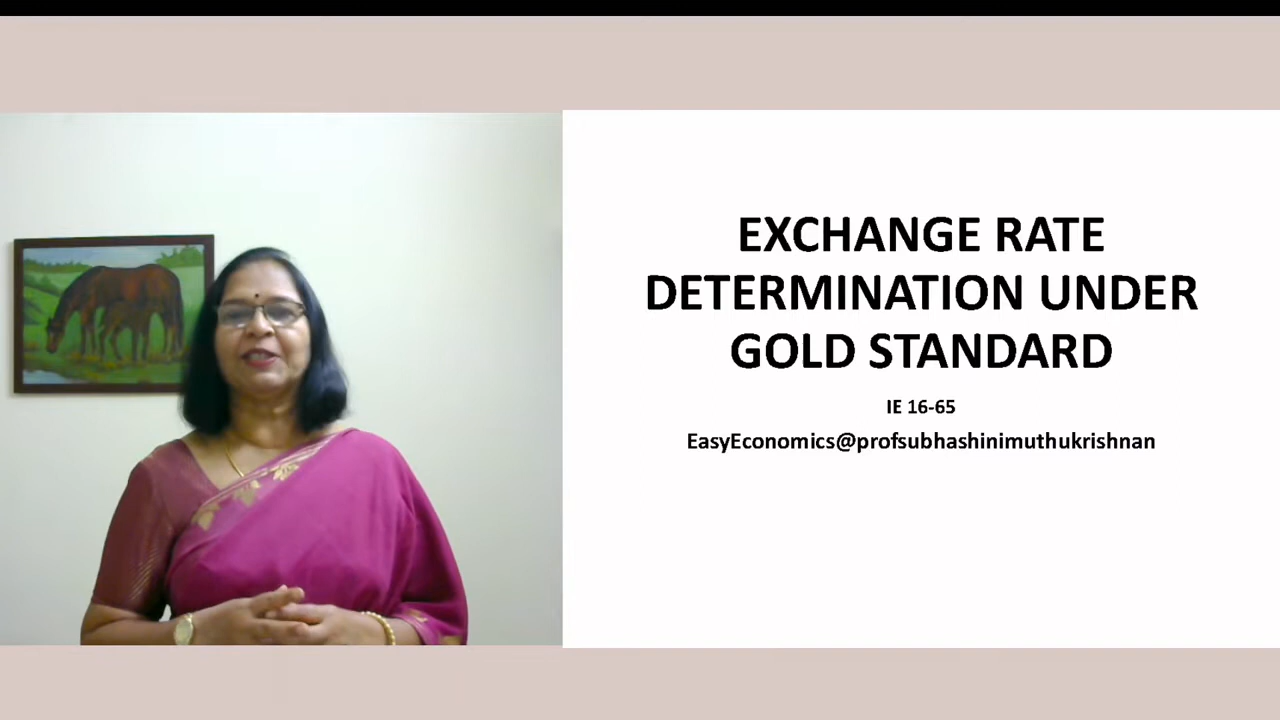 EXCHANGE RATE
DETERMINATION UNDER
GOLD STANDARD
IE 16-65
EasyEconomics@profsubhashinimuthukrishnan